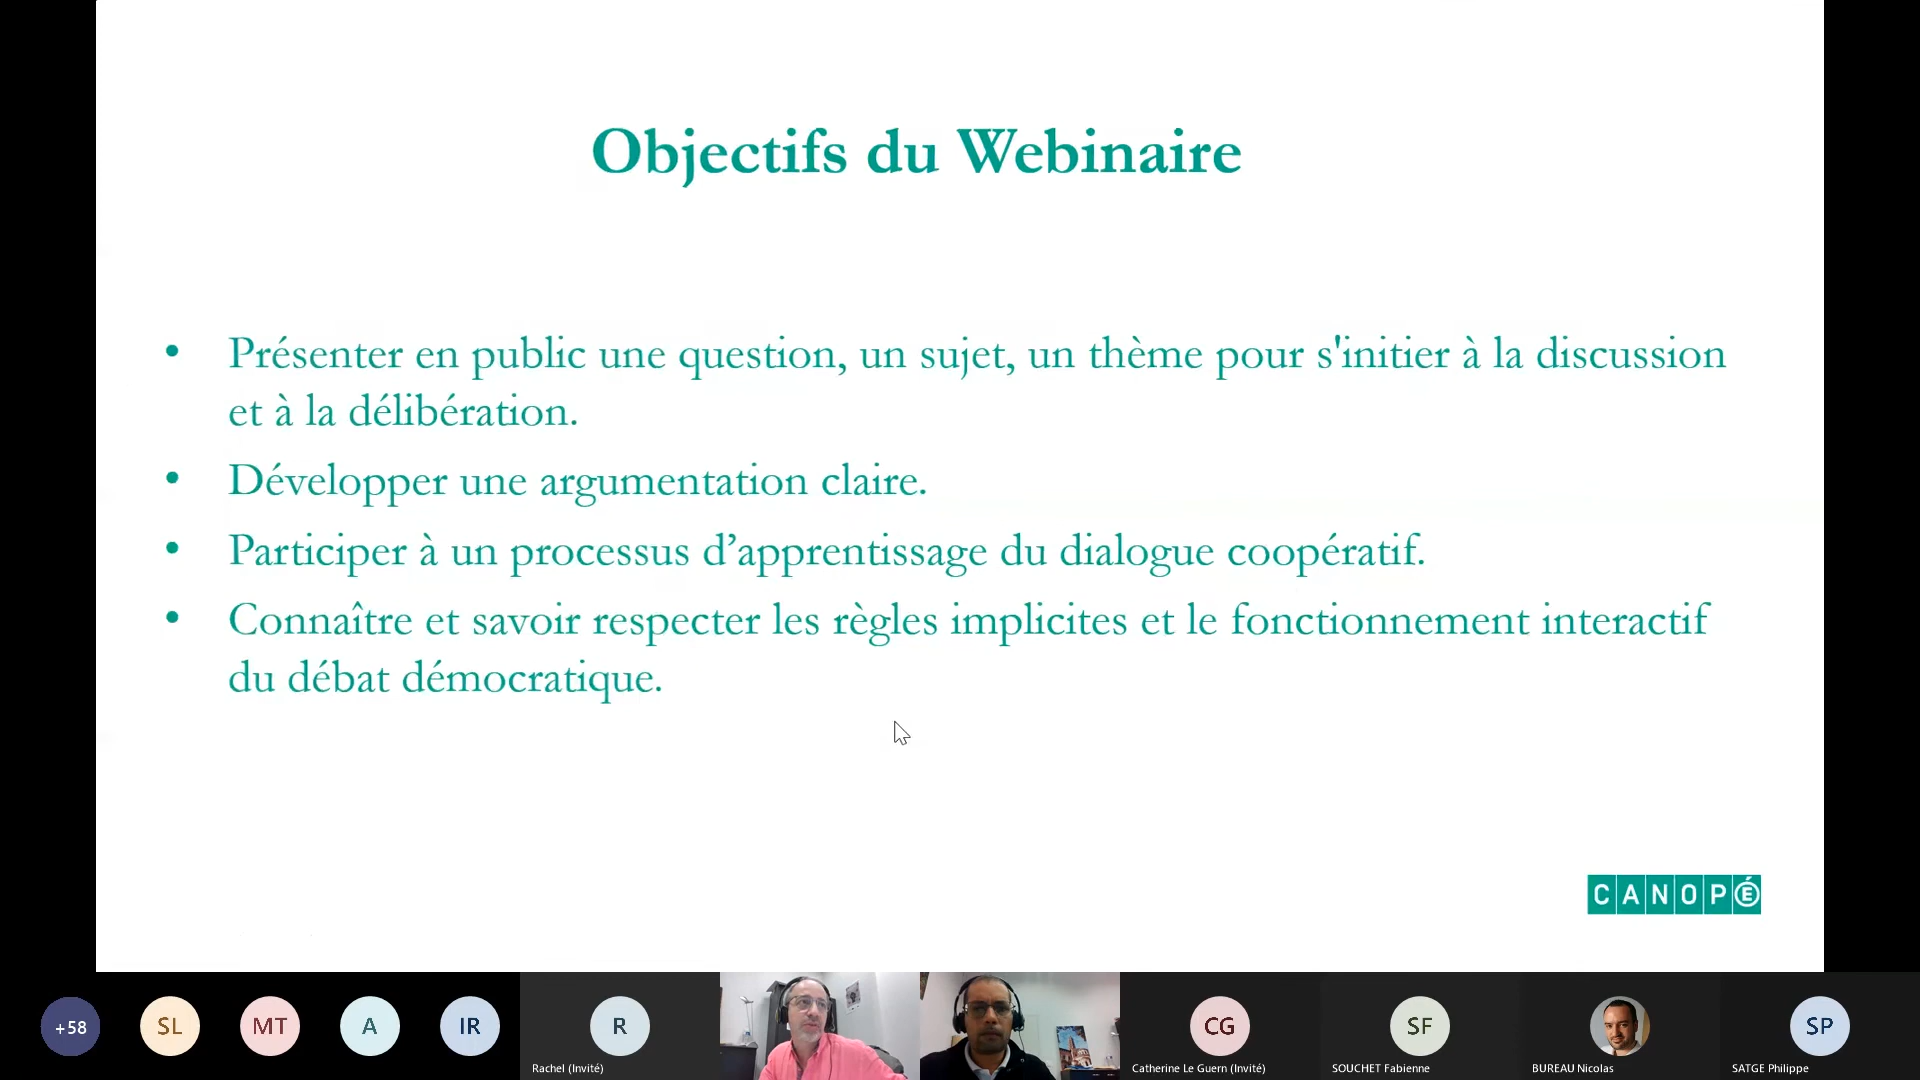 Objectifs du Webinaire
• Présenter en public une question, un sujet, un thème pour s'initier à la discussion
et à la délibération.
• Développer une argumentation claire.
• Participer à un processus d’apprentissage du dialogue coopératif.
• Connaître et savoir respecter les règles implicites et le fonctionnement interactif
du débat démocratique.
CANOPÉ
+58
SL
MT
A
IR
R
CG
SF
SP
Rachel (Invité)
Catherine Le Guern (Invité)
SOUCHET Fabienne
BUREAU Nicolas
SATGE Philippe